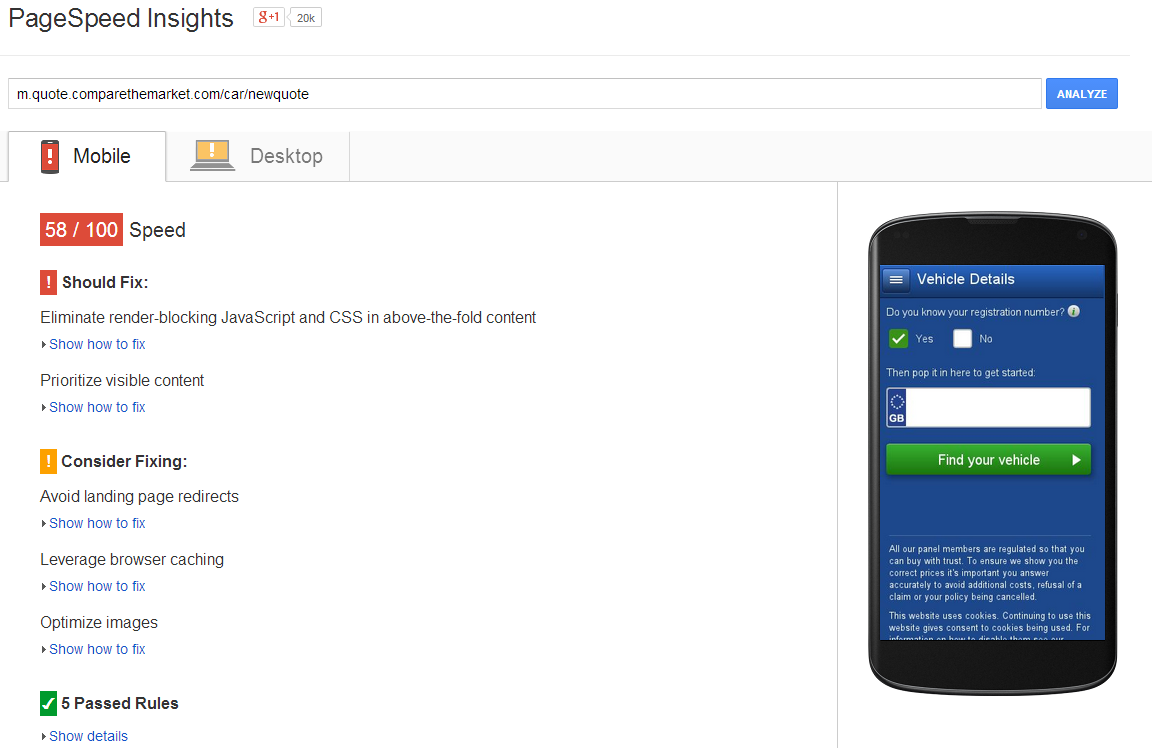 PageSpeed Insights
g+1 20k
m.quote.comparethemarket.com/car/newquote
ANALYZE
! Mobile
! Desktop
58 / 100 Speed
! Should Fix:
Eliminate render-blocking JavaScript and CSS in above-the-fold content
Show how to fix
Prioritize visible content
Show how to fix
! Consider Fixing:
Avoid landing page redirects
Show how to fix
Leverage browser caching
Show how to fix
Optimize images
Show how to fix
5 Passed Rules
Show details
Vehicle Details
Do you know your registration number? i
Yes No
Then pop it in here to get started:
GB
Find your vehicle
All our panel members are regulated so that you
can buy with trust. To ensure we show you the
correct prices it's important you answer
accurately to avoid additional costs, refusal of a
claim or your policy being cancelled.
This website uses cookies. Continuing to use this
website gives consent to cookies being used. For
information on how to disable them see our